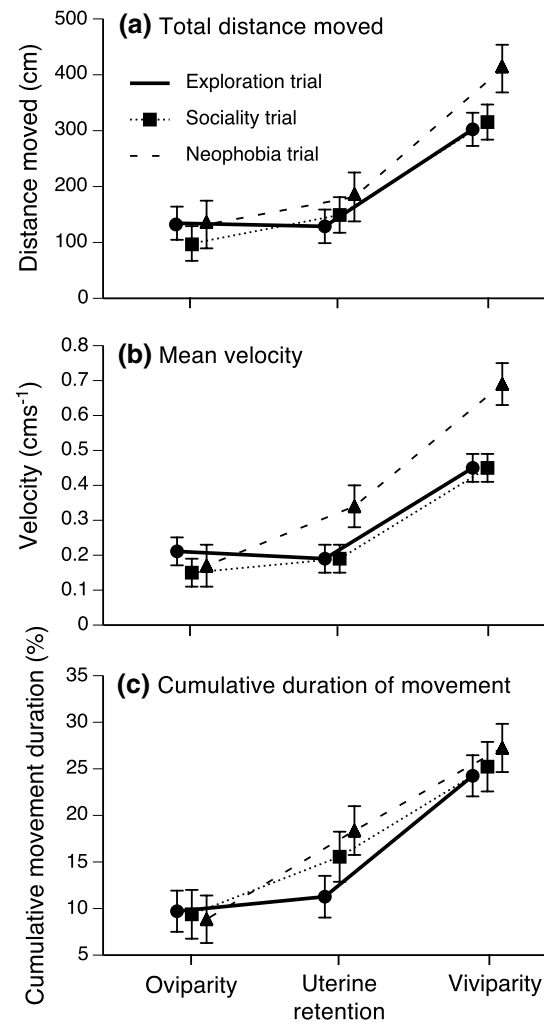 (a) Total distance moved
Distance moved (cm)
500
400
300
200
100
0
Exploration trial
Sociality trial
Neophobia trial
(b) Mean velocity
Velocity (cms⁻¹)
0.8
0.7
0.6
0.5
0.4
0.3
0.2
0.1
0
(c) Cumulative duration of movement
Cumulative movement duration (%)
35
30
25
20
15
10
5
Oviparity
Uterine
retention
Viviparity